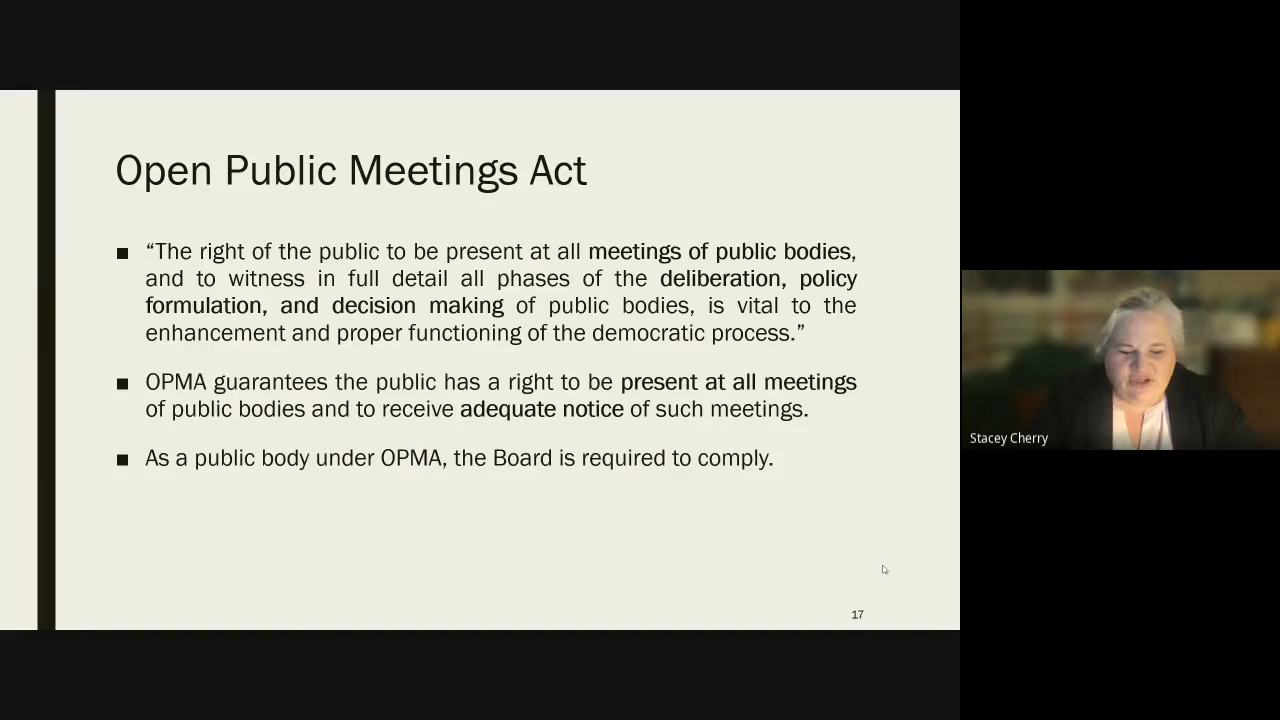 Open Public Meetings Act
■ “The right of the public to be present at all meetings of public bodies,
and to witness in full detail all phases of the deliberation, policy
formulation, and decision making of public bodies, is vital to the
enhancement and proper functioning of the democratic process.”
■ OPMA guarantees the public has a right to be present at all meetings
of public bodies and to receive adequate notice of such meetings.
■ As a public body under OPMA, the Board is required to comply.
17
Stacey Cherry